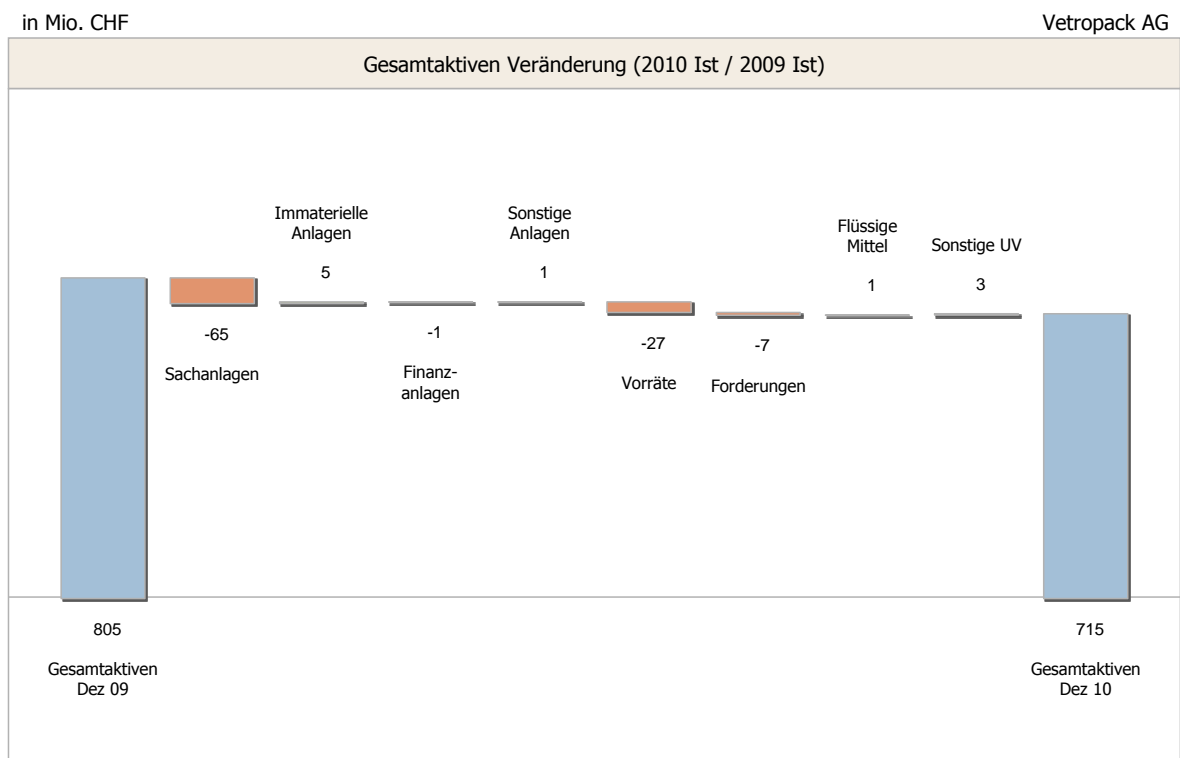 in Mio. CHF
Vetropack AG
Gesamtaktiven Veränderung (2010 Ist / 2009 Ist)
805
Gesamtaktiven
Dez 09
-65
Sachanlagen
Immaterielle
Anlagen
5
-1
Finanz-
anlagen
Sonstige
Anlagen
1
-27
Vorräte
-7
Forderungen
Flüssige
Mittel
1
Sonstige UV
3
715
Gesamtaktiven
Dez 10